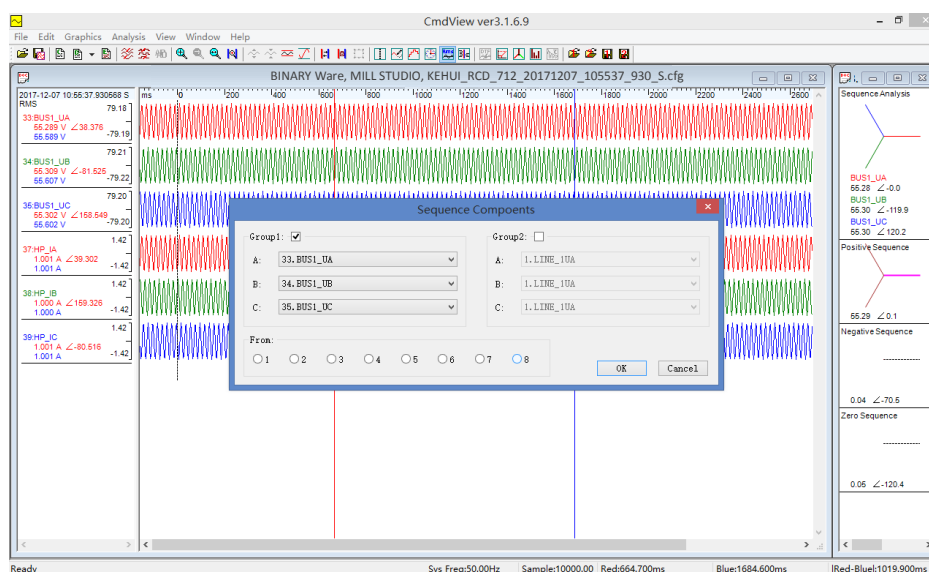 CmdView ver3.1.6.9
File Edit Graphics Analysis View Window Help
BINARY Ware, MILL STUDIO, KEHUI_RCD_712_20171207_105537_930_S.cfg
2017-12-07 10:55:37.930568 S
ms 0 200 400 600 800 1000 1200 1400 1600 1800 2000 2200 2400 2600
RMS
79.18
33:BUS1_UA
55.289 V ∠38.376
55.589 V
-79.19
79.21
34:BUS1_UB
55.309 V ∠-81.525
55.607 V
-79.22
79.20
35:BUS1_UC
55.302 V ∠158.649
55.602 V
-79.20
1.42
37:HP_IA
1.001 A ∠39.302
1.001 A
-1.42
1.42
38:HP_IB
1.000 A ∠159.326
1.000 A
-1.42
1.42
39:HP_IC
1.001 A ∠-80.516
1.001 A
-1.42
Sequence Compoents
Group1:
A: 33.BUS1_UA
B: 34.BUS1_UB
C: 35.BUS1_UC
Group2:
A: 1.LINE_1UA
B: 1.LINE_1UA
C: 1.LINE_1UA
From:
1 2 3 4 5 6 7 8
OK Cancel
Sequence Analysis
BUS1_UA
55.28 ∠-0.0
BUS1_UB
55.30 ∠-119.9
BUS1_UC
55.30 ∠120.2
Positive Sequence
55.29 ∠0.1
Negative Sequence
0.04 ∠-70.5
Zero Sequence
0.05 ∠-120.4
Ready
Sys Freq:50.00Hz Sample:10000.00 Red:664.700ms Blue:1684.600ms |Red-Blue|:1019.900ms